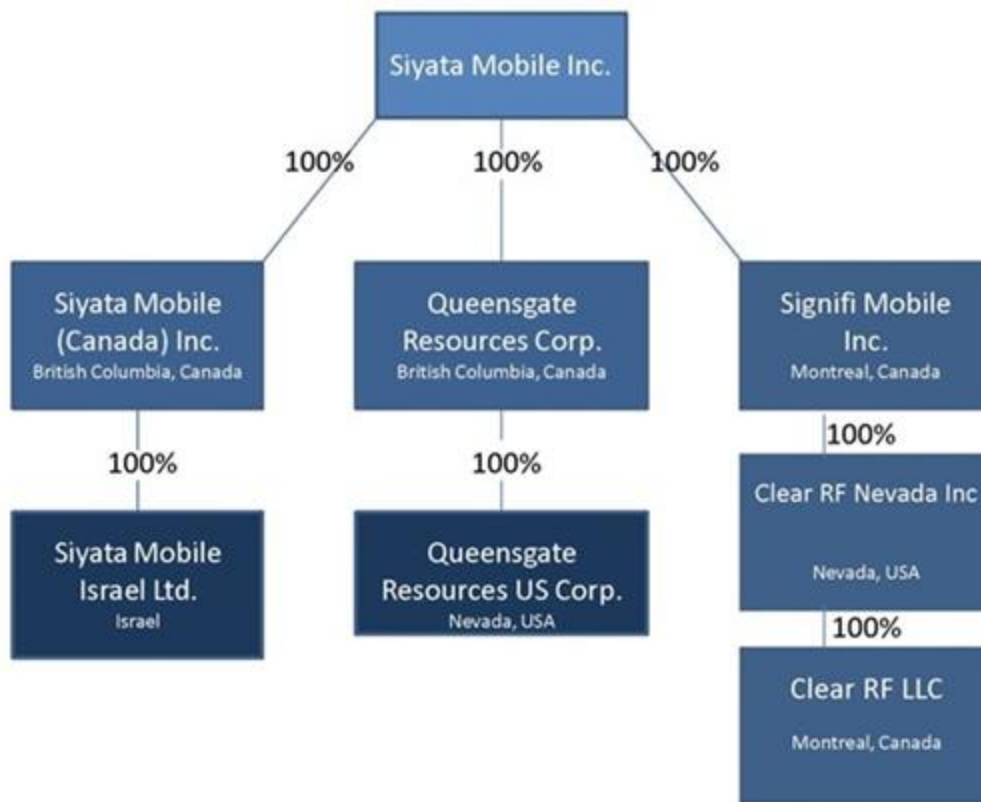 Siyata Mobile Inc.
100%
100%
100%
Siyata Mobile
(Canada) Inc.
British Columbia, Canada
Queensgate
Resources Corp.
British Columbia, Canada
Signifi Mobile
Inc.
Montreal, Canada
100%
100%
100%
Siyata Mobile
Israel Ltd.
Israel
Queensgate
Resources US Corp.
Nevada, USA
Clear RF Nevada Inc
Nevada, USA
100%
Clear RF LLC
Montreal, Canada